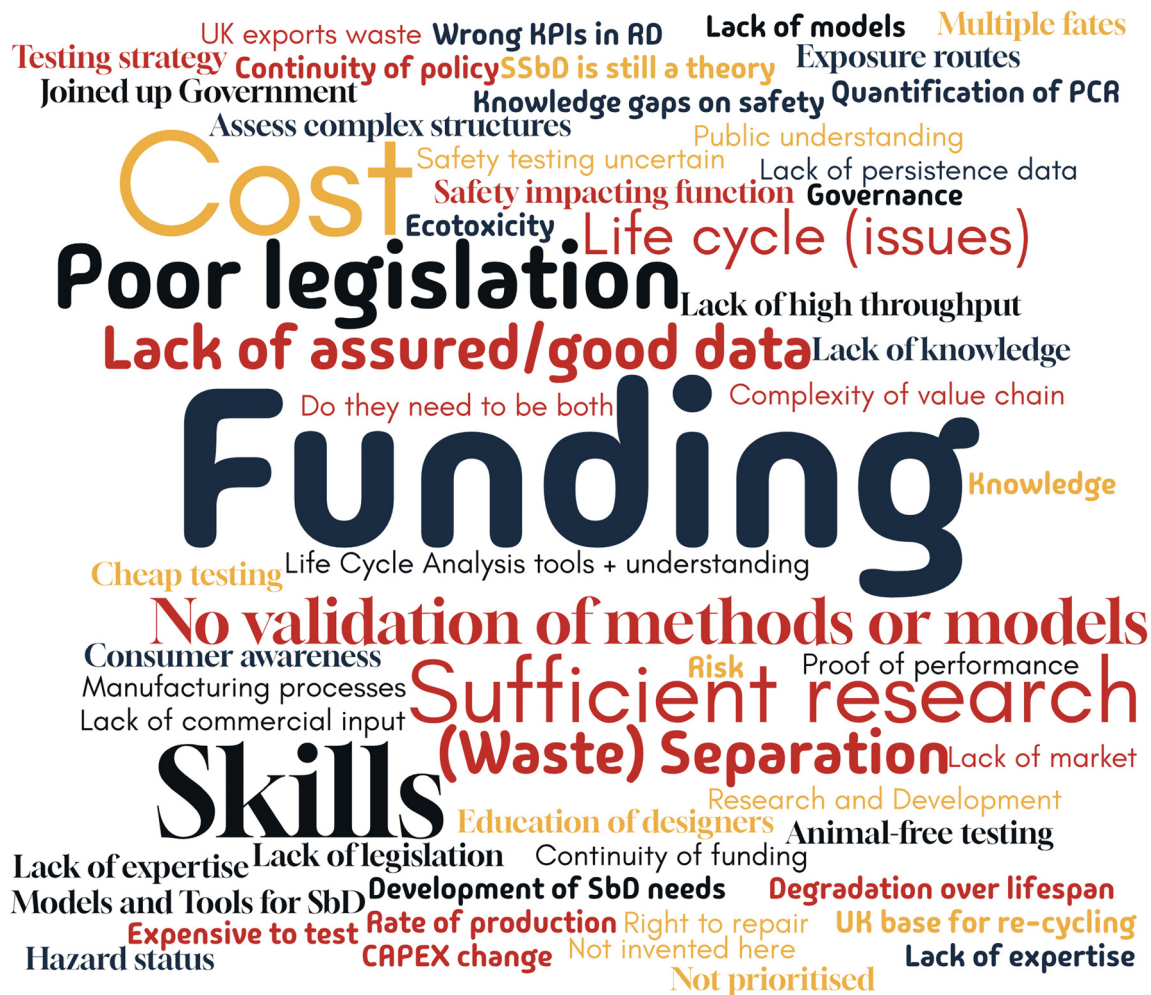 UK exports waste
Wrong KPIs in RD
Lack of models
Multiple fates
Testing strategy
Continuity of policy
SSbD is still a theory
Exposure routes
Joined up Government
Knowledge gaps on safety
Quantification of PCR
Assess complex structures
Public understanding
Cost
Safety testing uncertain
Lack of persistence data
Safety impacting function
Governance
Ecotoxicity
Life cycle (issues)
Poor legislation
Lack of high throughput
Lack of assured/good data
Lack of knowledge
Do they need to be both
Complexity of value chain
Funding
Knowledge
Life Cycle Analysis tools + understanding
Cheap testing
No validation of methods or models
Consumer awareness
Risk
Proof of performance
Manufacturing processes
Sufficient research
Lack of commercial input
(Waste) Separation
Lack of market
Skills
Research and Development
Education of designers
Animal-free testing
Lack of expertise
Lack of legislation
Continuity of funding
Models and Tools for SbD
Development of SbD needs
Degradation over lifespan
Expensive to test
Rate of production
Right to repair
UK base for re-cycling
Hazard status
CAPEX change
Not invented here
Lack of expertise
Not prioritised